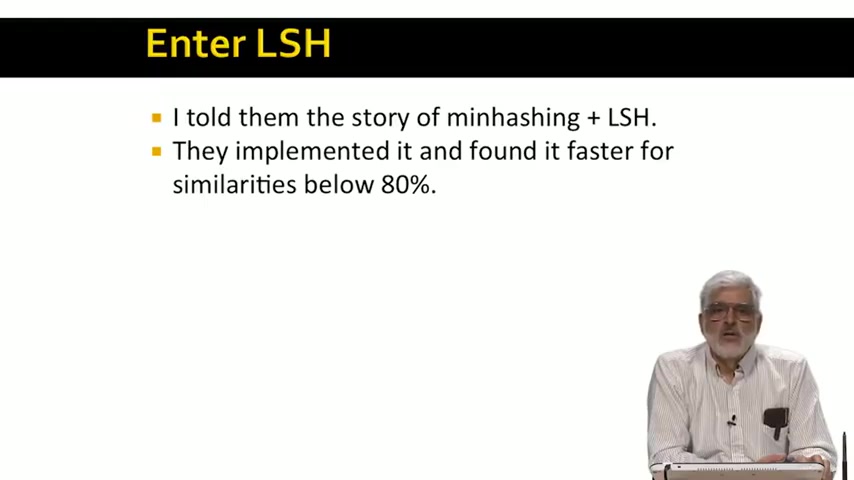 Enter LSH
I told them the story of minhashing + LSH.
They implemented it and found it faster for
similarities below 80%.